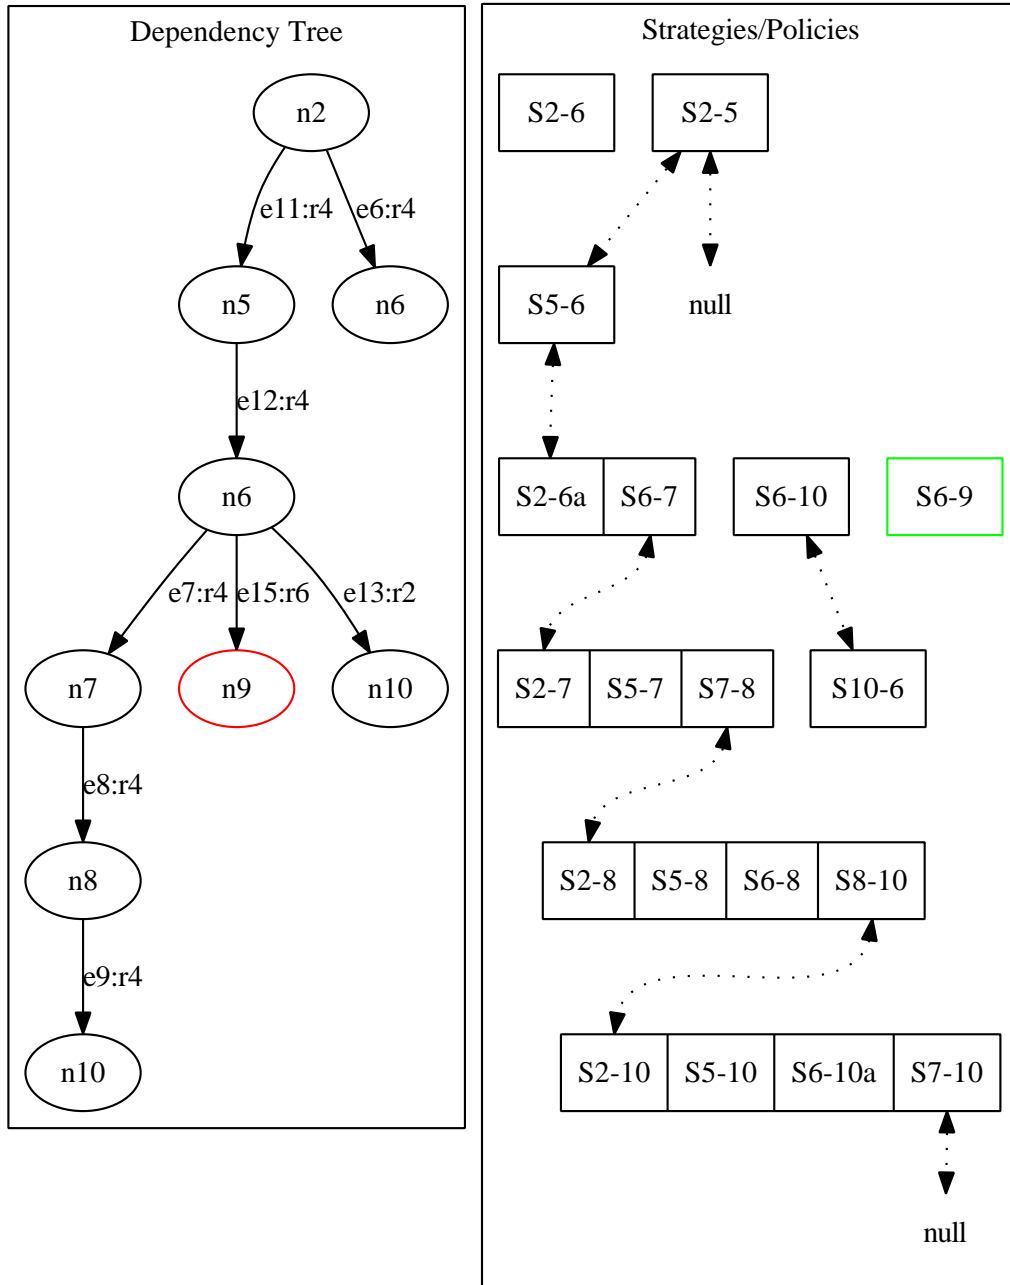 Dependency Tree
n2
e11:r4 e6:r4
n5 n6
e12:r4
n6
e7:r4 e15:r6 e13:r2
n7 n9 n10
e8:r4
n8
e9:r4
n10
Strategies/Policies
S2-6 S2-5
S5-6 null
S2-6a S6-7 S6-10 S6-9
S2-7 S5-7 S7-8 S10-6
S2-8 S5-8 S6-8 S8-10
S2-10 S5-10 S6-10a S7-10
null